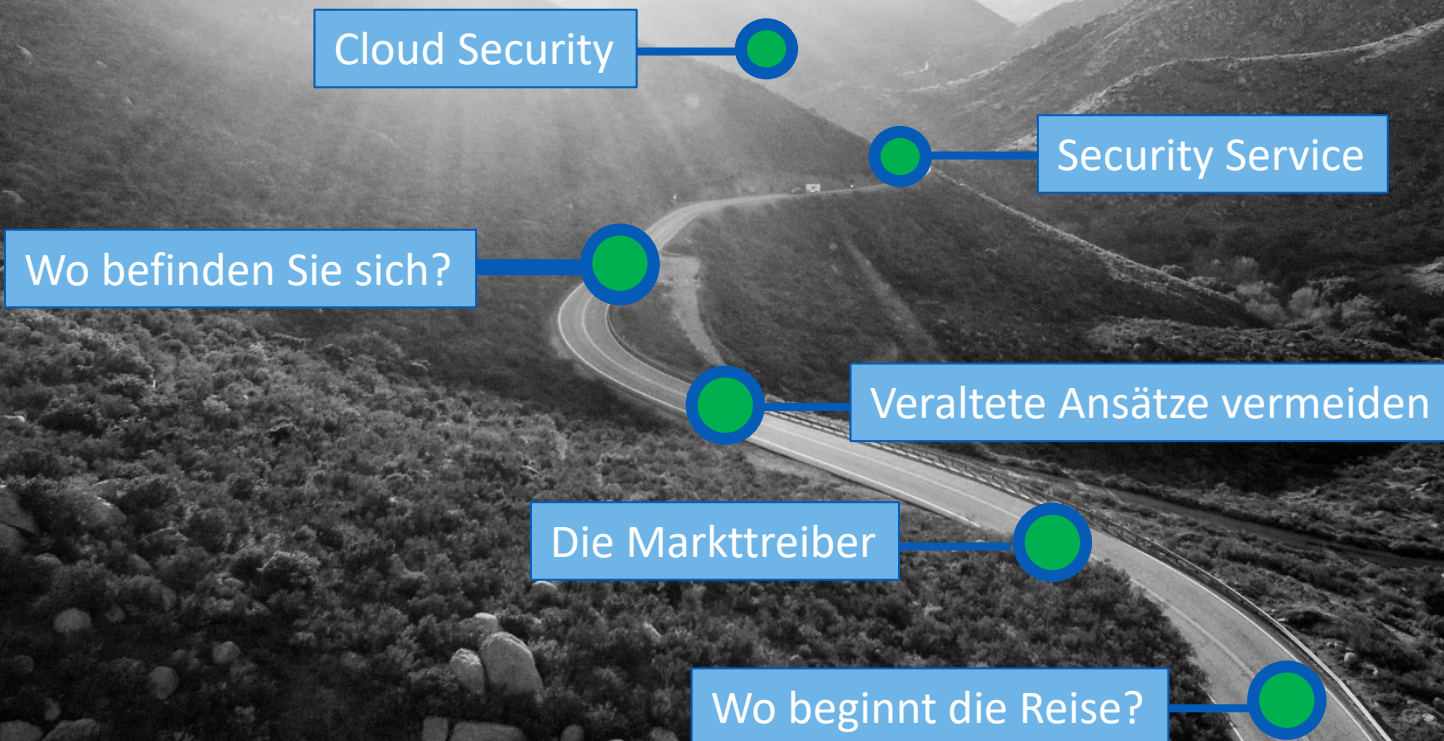 Cloud Security
Security Service
Wo befinden Sie sich?
Veraltete Ansätze vermeiden
Die Markttreiber
Wo beginnt die Reise?